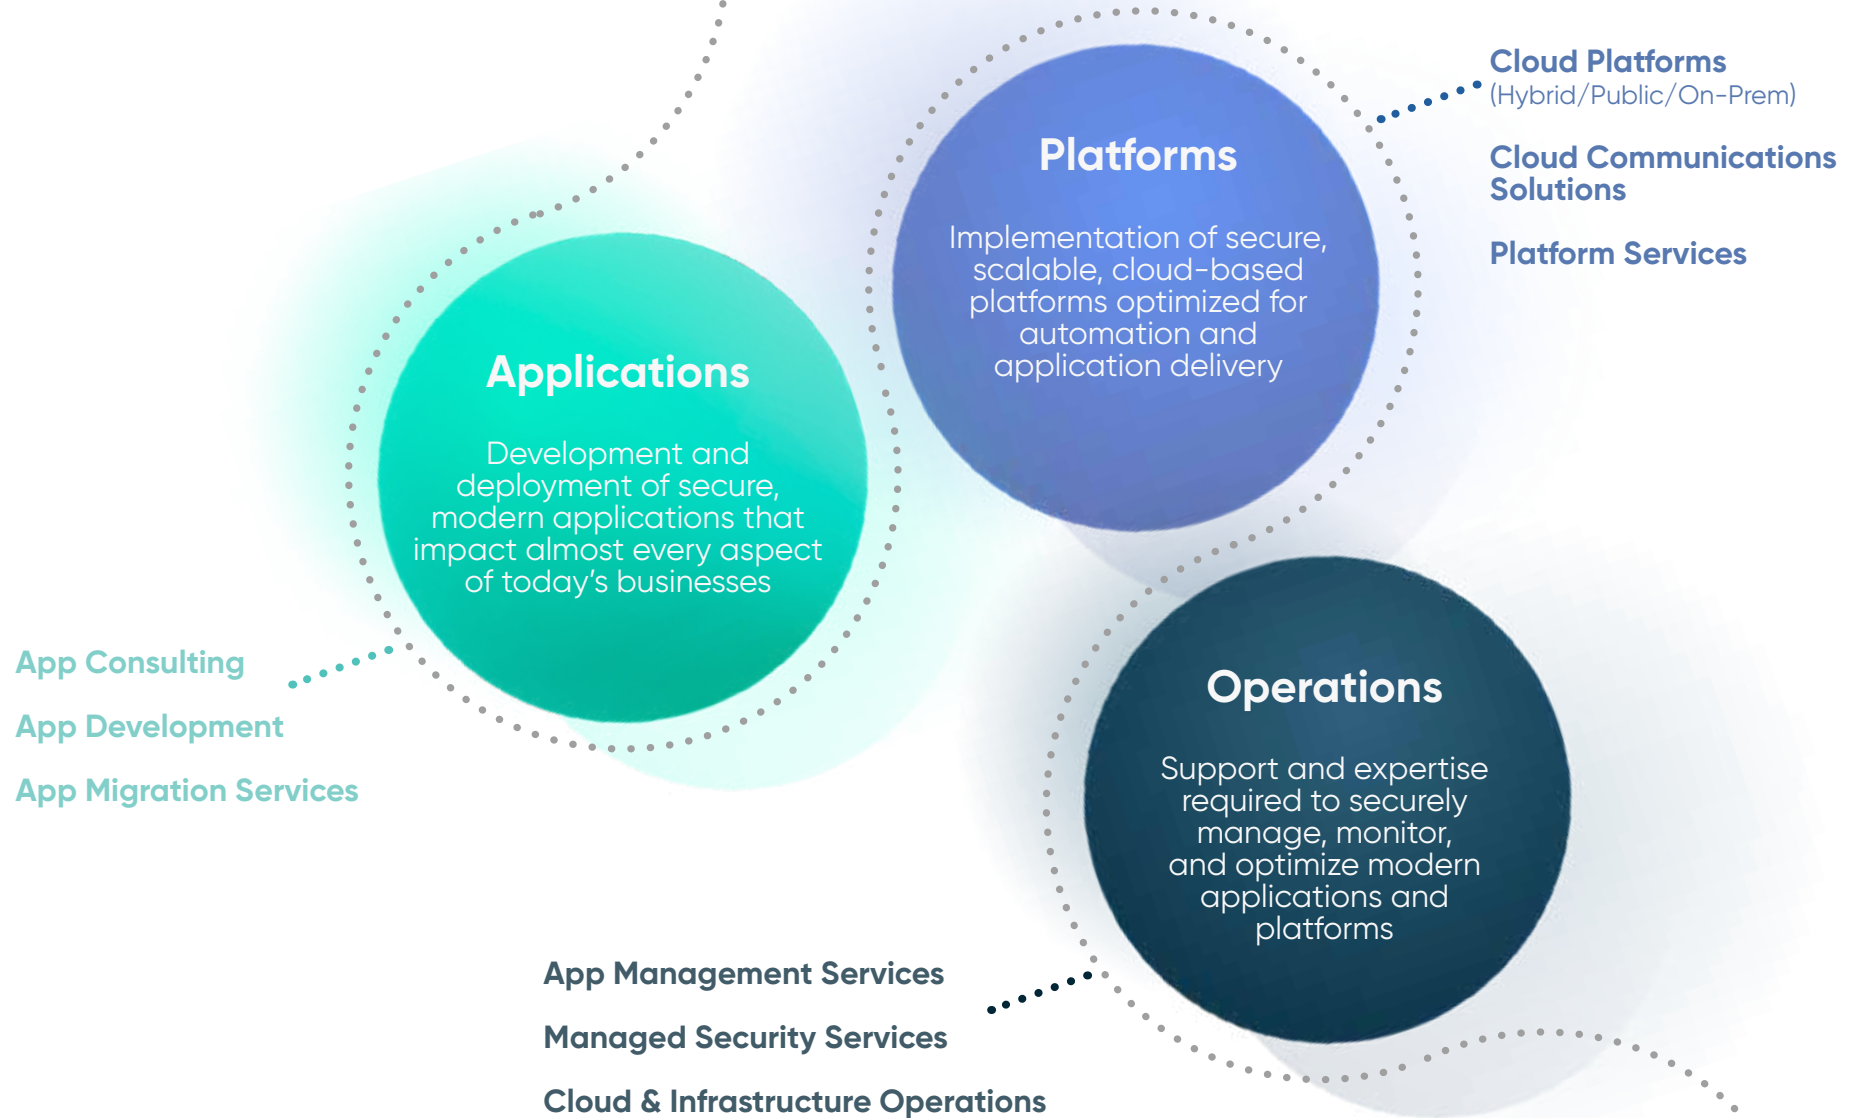 Applications
Development and
deployment of secure,
modern applications that
impact almost every aspect
of today's businesses
App Consulting
App Development
App Migration Services
Platforms
Implementation of secure,
scalable, cloud-based
platforms optimized for
automation and
application delivery
Cloud Platforms
(Hybrid/Public/On-Prem)
Cloud Communications
Solutions
Platform Services
Operations
Support and expertise
required to securely
manage, monitor,
and optimize modern
applications and
platforms
App Management Services
Managed Security Services
Cloud & Infrastructure Operations